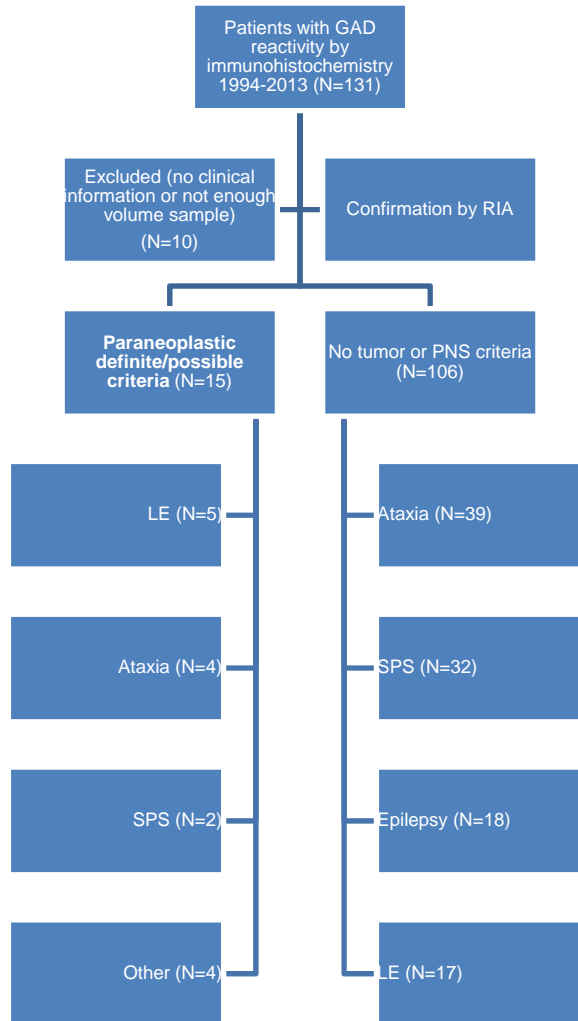 Patients with GAD
reactivity by
immunohistochemistry
1994-2013 (N=131)
Excluded (no clinical
information or not enough
volume sample)
(N=10)
Confirmation by RIA
Paraneoplastic
definite/possible
criteria (N=15)
No tumor or PNS criteria
(N=106)
LE (N=5)
Ataxia (N=39)
Ataxia (N=4)
SPS (N=32)
SPS (N=2)
Epilepsy (N=18)
Other (N=4)
LE (N=17)